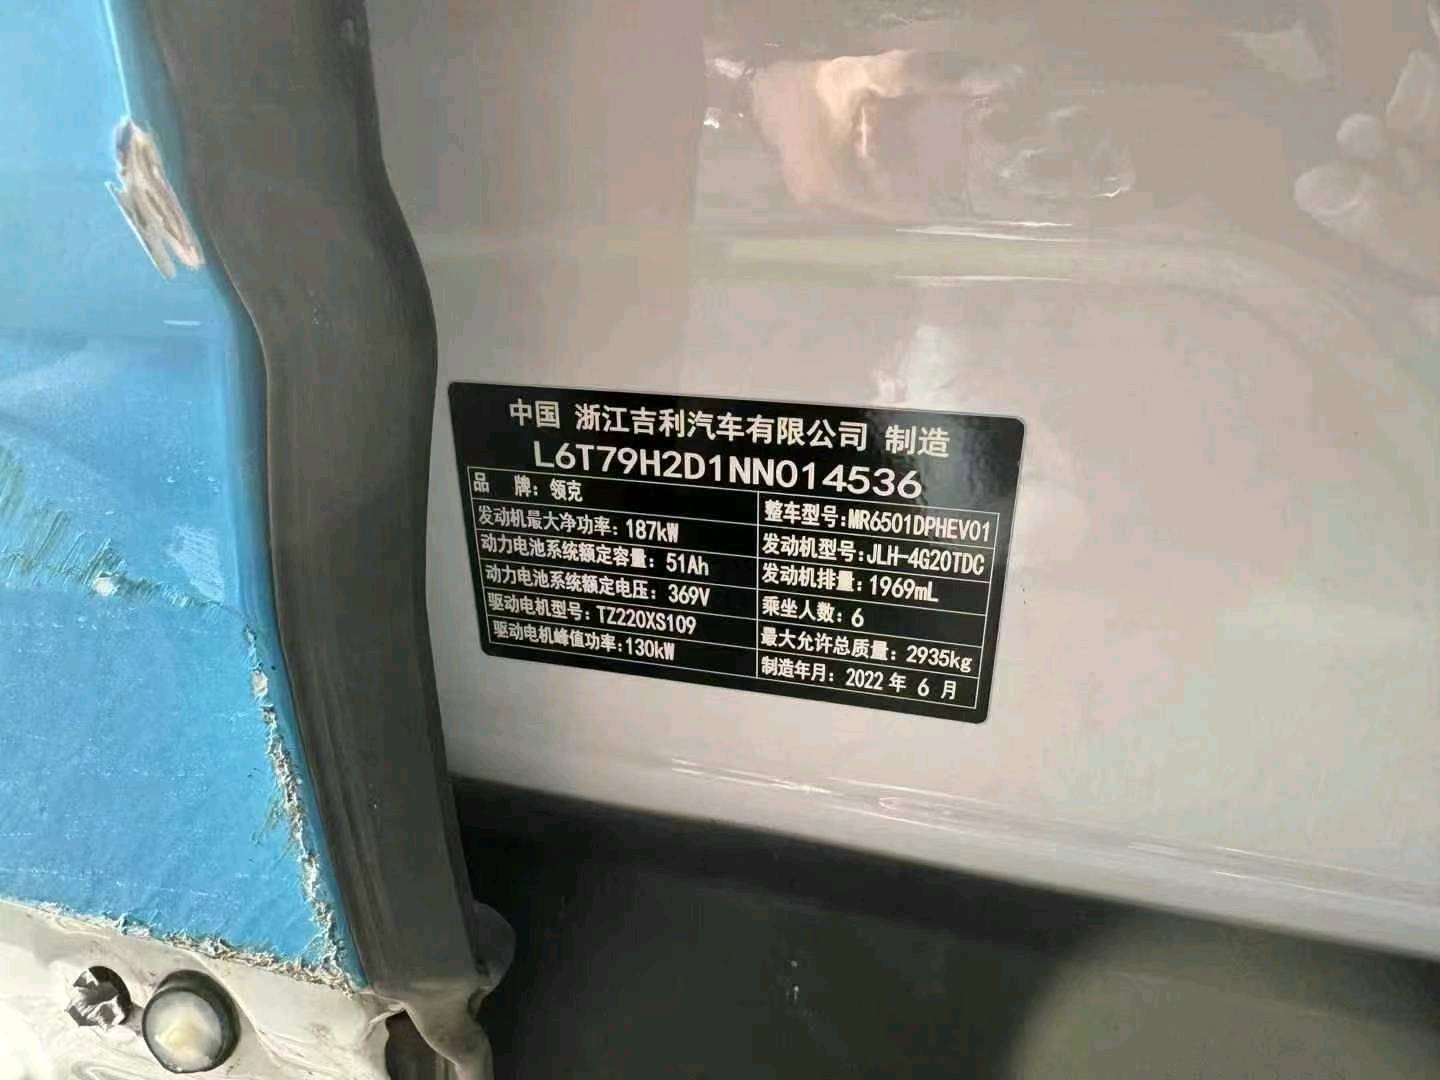 中国 浙江吉利汽车有限公司 制造
L6T79H2D1NN014536
品 牌：领克
整车型号：MR6501DPHEV01
发动机最大净功率：187kW
发动机型号：JLH-4G20TDC
动力电池系统额定容量：51Ah
发动机排量：1969mL
动力电池系统额定电压：369V
乘坐人数：6
驱动电机型号：TZ220XS109
最大允许总质量：2935kg
驱动电机峰值功率：130kW
制造年月：2022 年 6 月